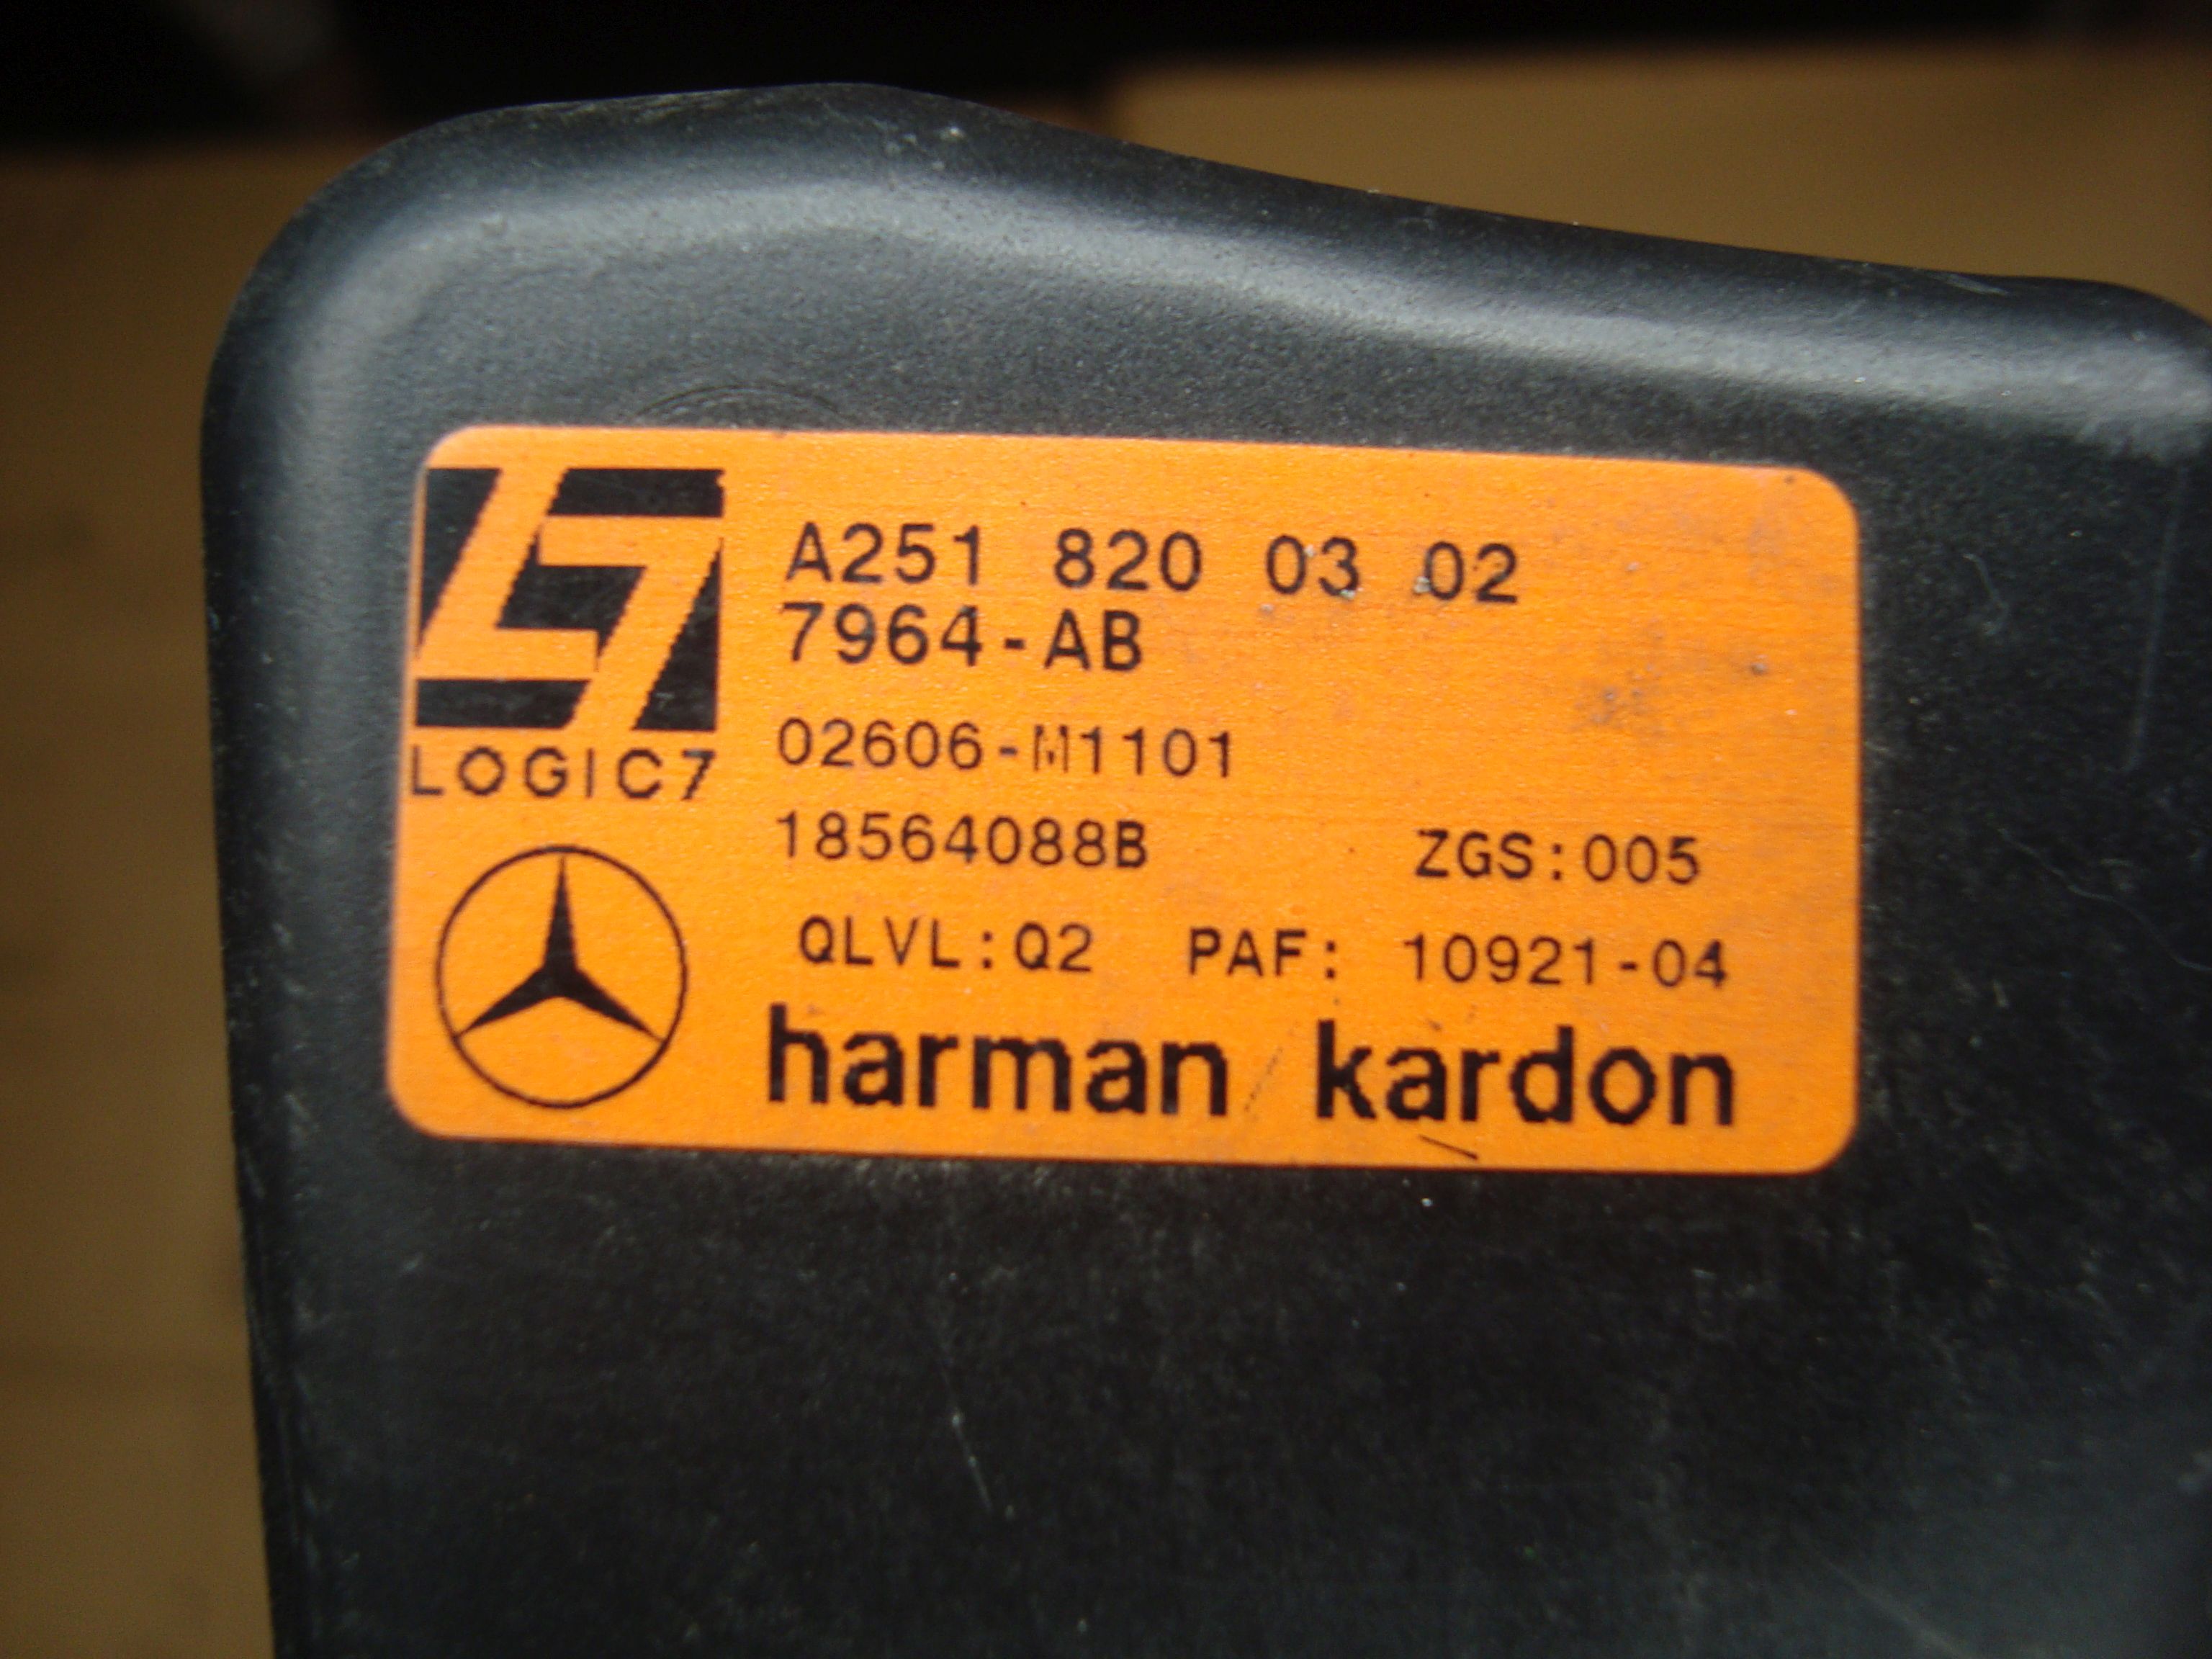 LOGIC7
A251 820 03 02
7964-AB
02606-M1101
18564088B ZGS:005
QLVL:Q2 PAF: 10921-04
harman kardon